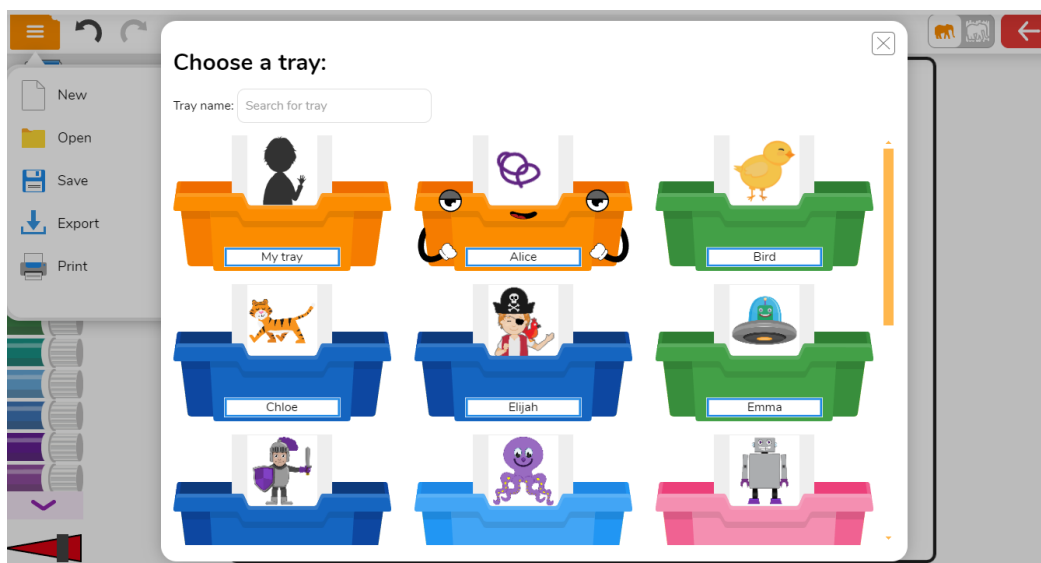 Choose a tray:
Tray name: Search for tray
New
Open
Save
Export
Print
My tray
Alice
Bird
Chloe
Elijah
Emma